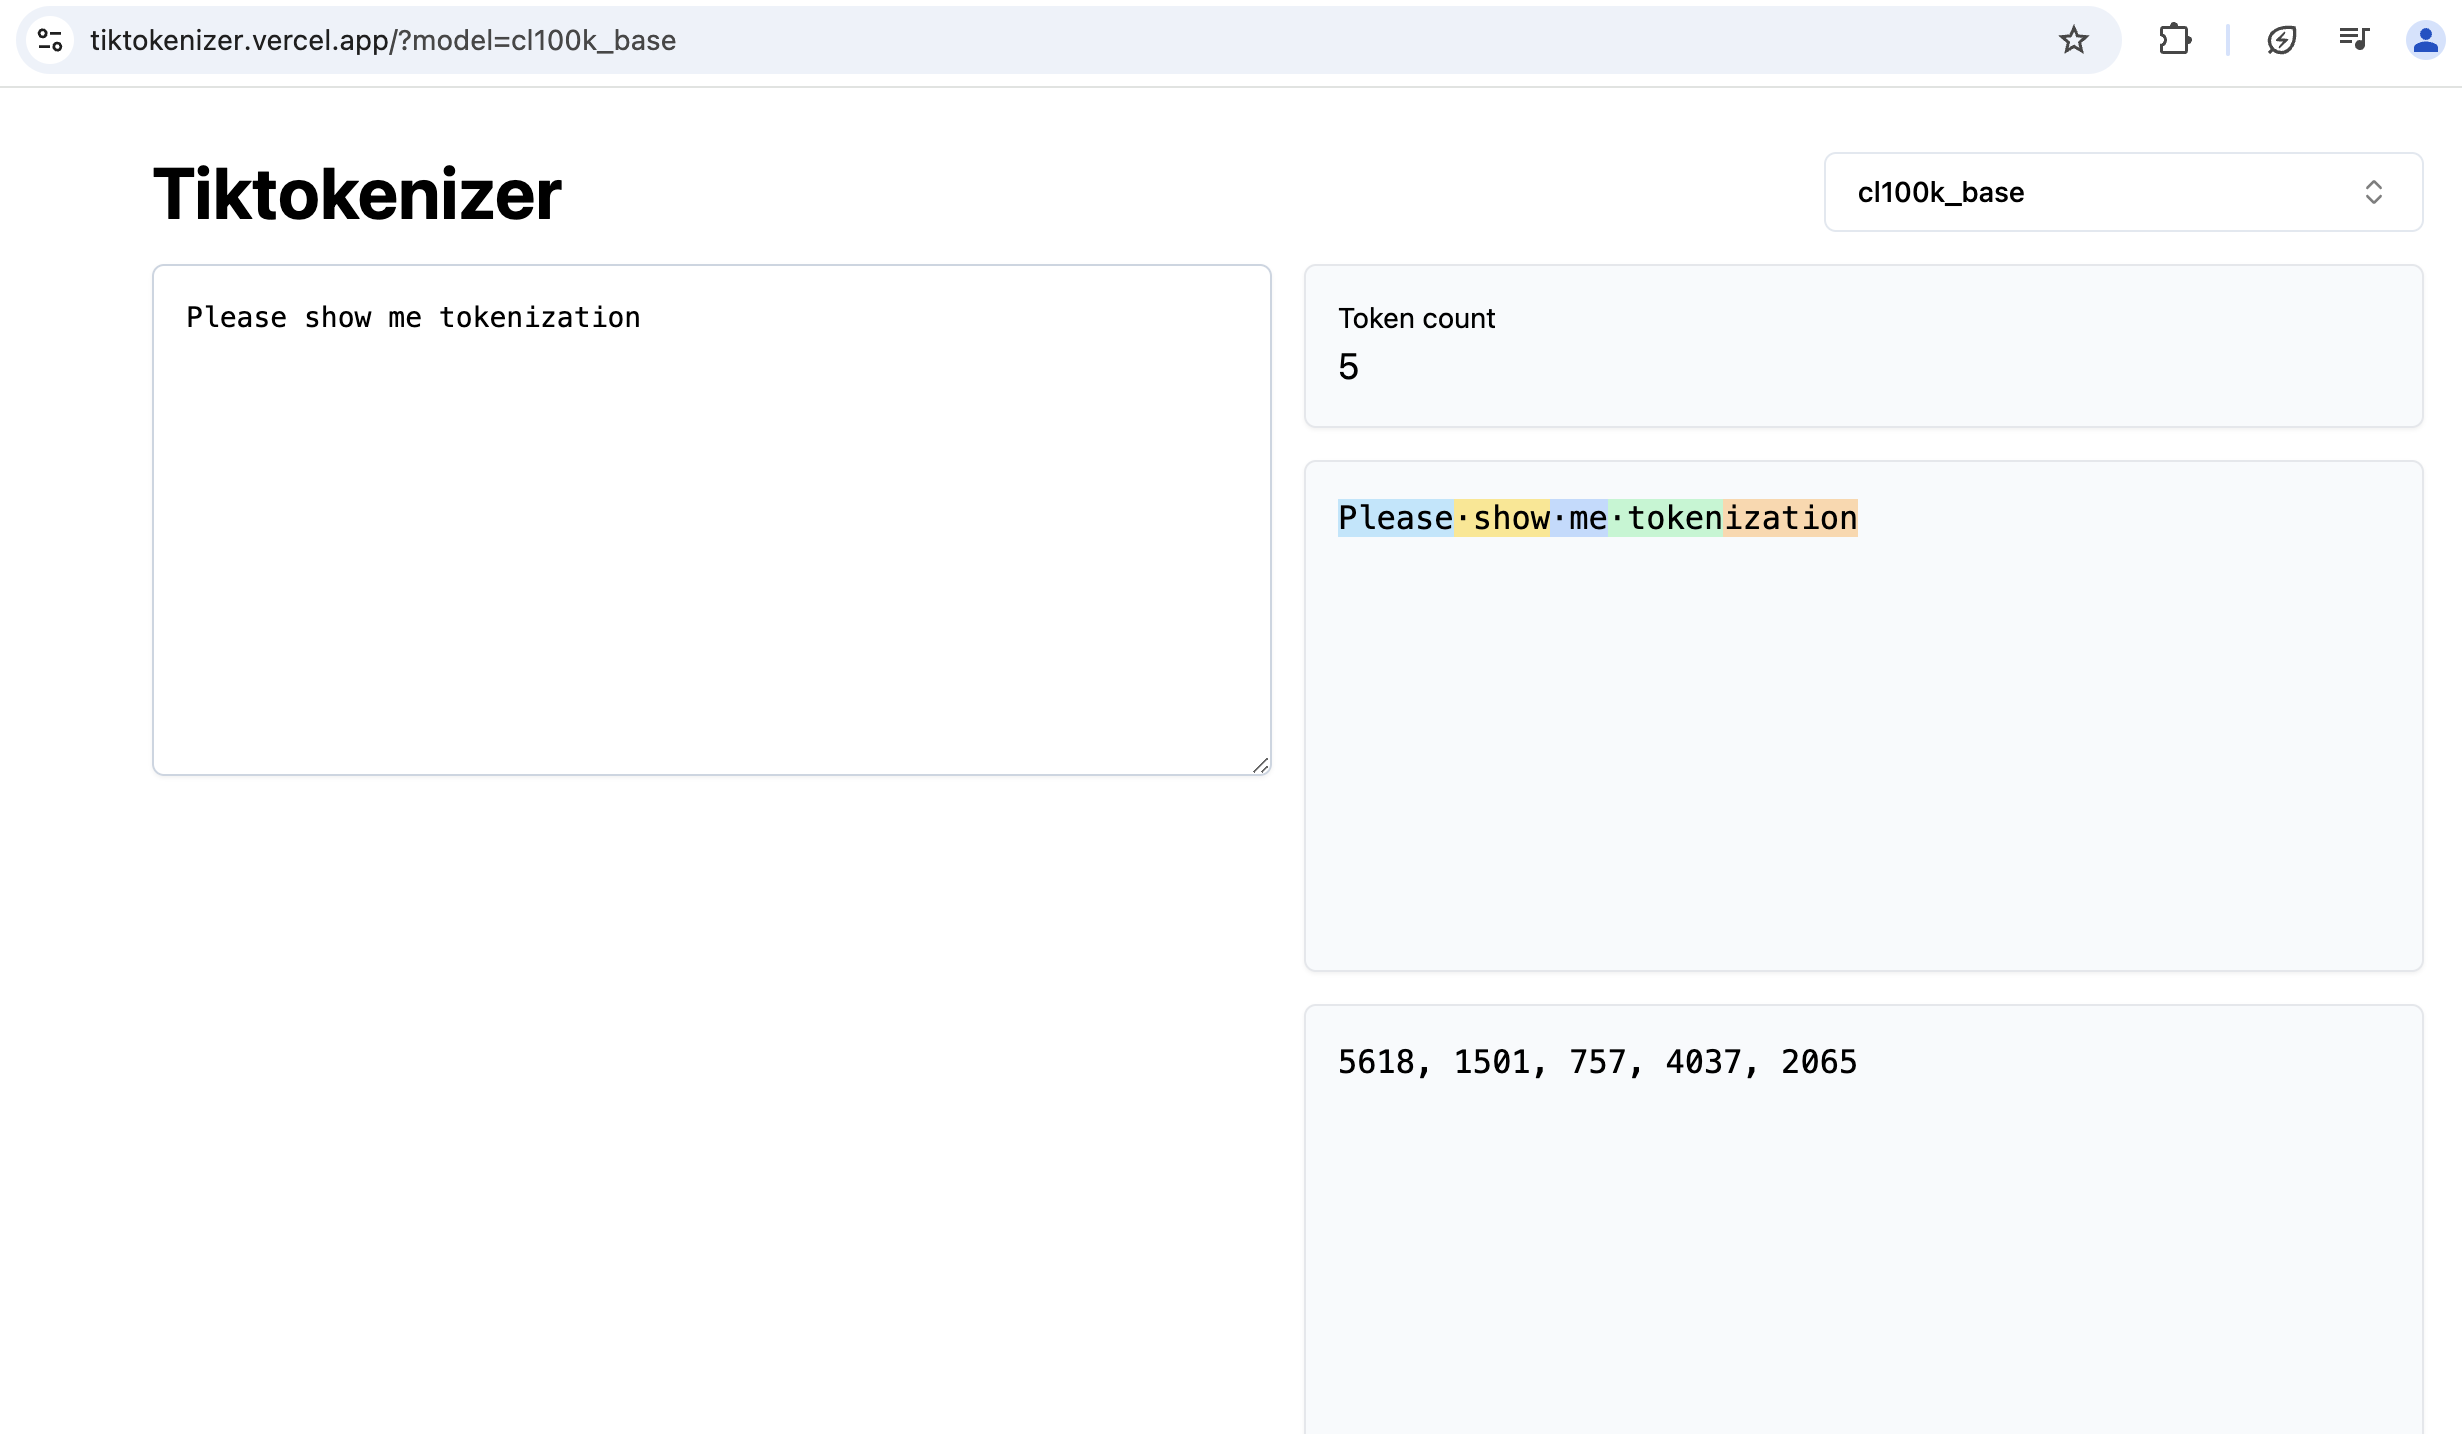 tiktokenizer.vercel.app/?model=cl100k_base
Tiktokenizer
cl100k_base
Please show me tokenization
Token count
5
Please·show·me·tokenization
5618, 1501, 757, 4037, 2065